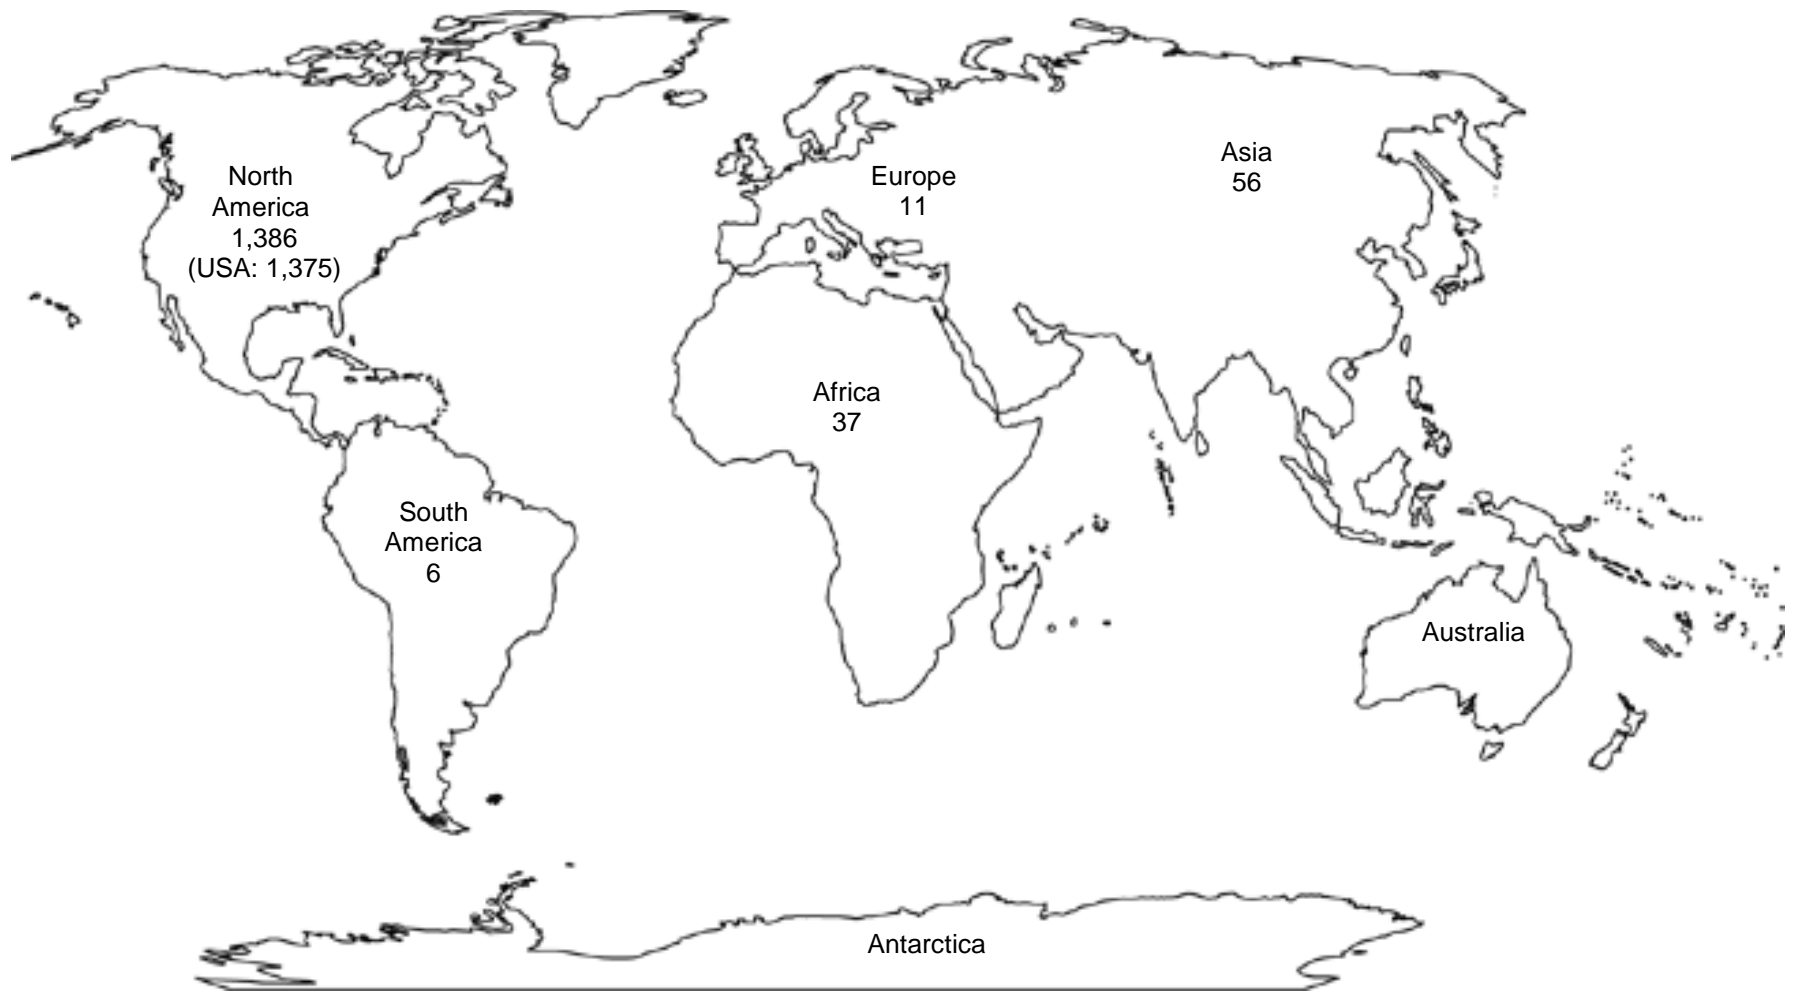 North
America
1,386
(USA: 1,375)
Europe
11
Asia
56
Africa
37
South
America
6
Australia
Antarctica